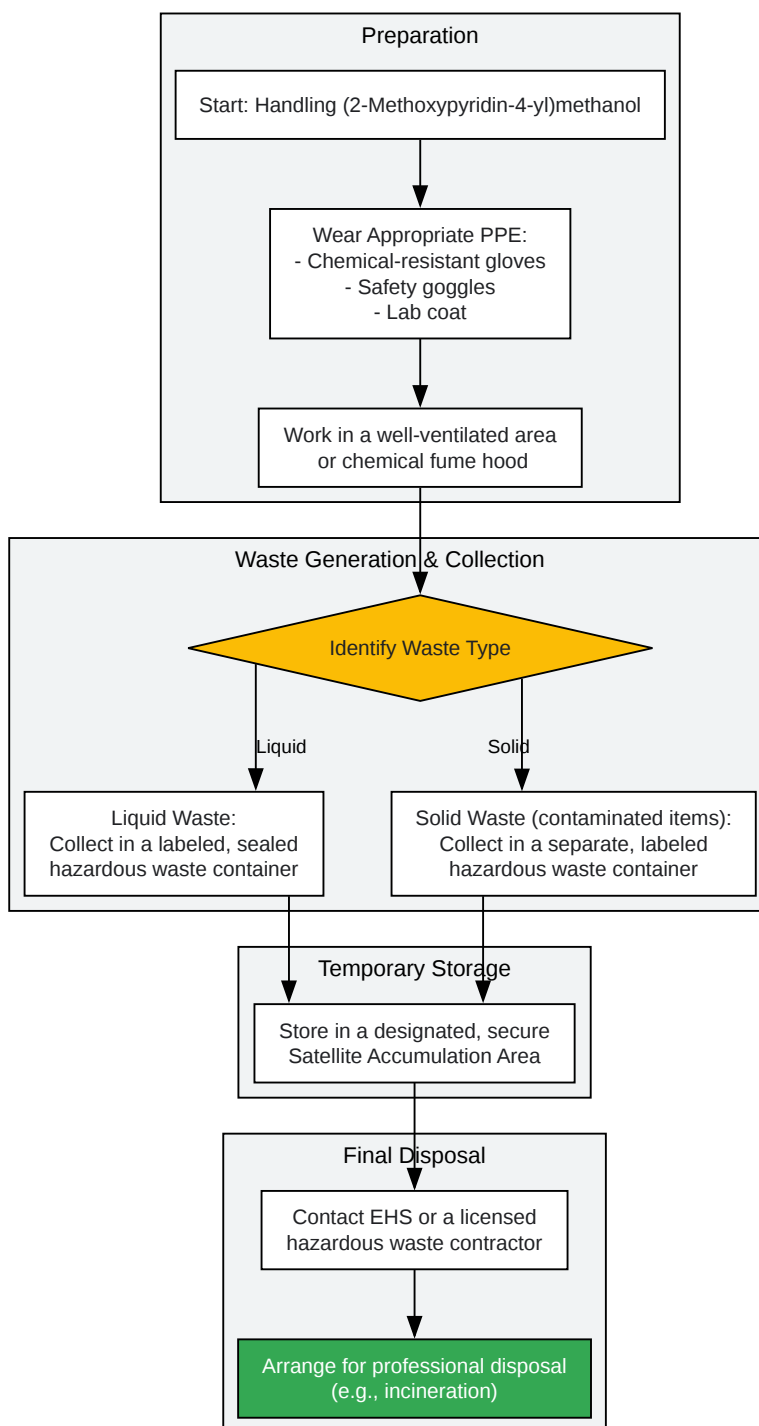 Preparation
Start: Handling (2-Methoxypyridin-4-yl)methanol
Wear Appropriate PPE:
- Chemical-resistant gloves
- Safety goggles
- Lab coat
Work in a well-ventilated area
or chemical fume hood
Waste Generation & Collection
Identify Waste Type
Liquid
Solid
Liquid Waste:
Collect in a labeled, sealed
hazardous waste container
Solid Waste (contaminated items):
Collect in a separate, labeled
hazardous waste container
Temporary Storage
Store in a designated, secure
Satellite Accumulation Area
Final Disposal
Contact EHS or a licensed
hazardous waste contractor
Arrange for professional disposal
(e.g., incineration)